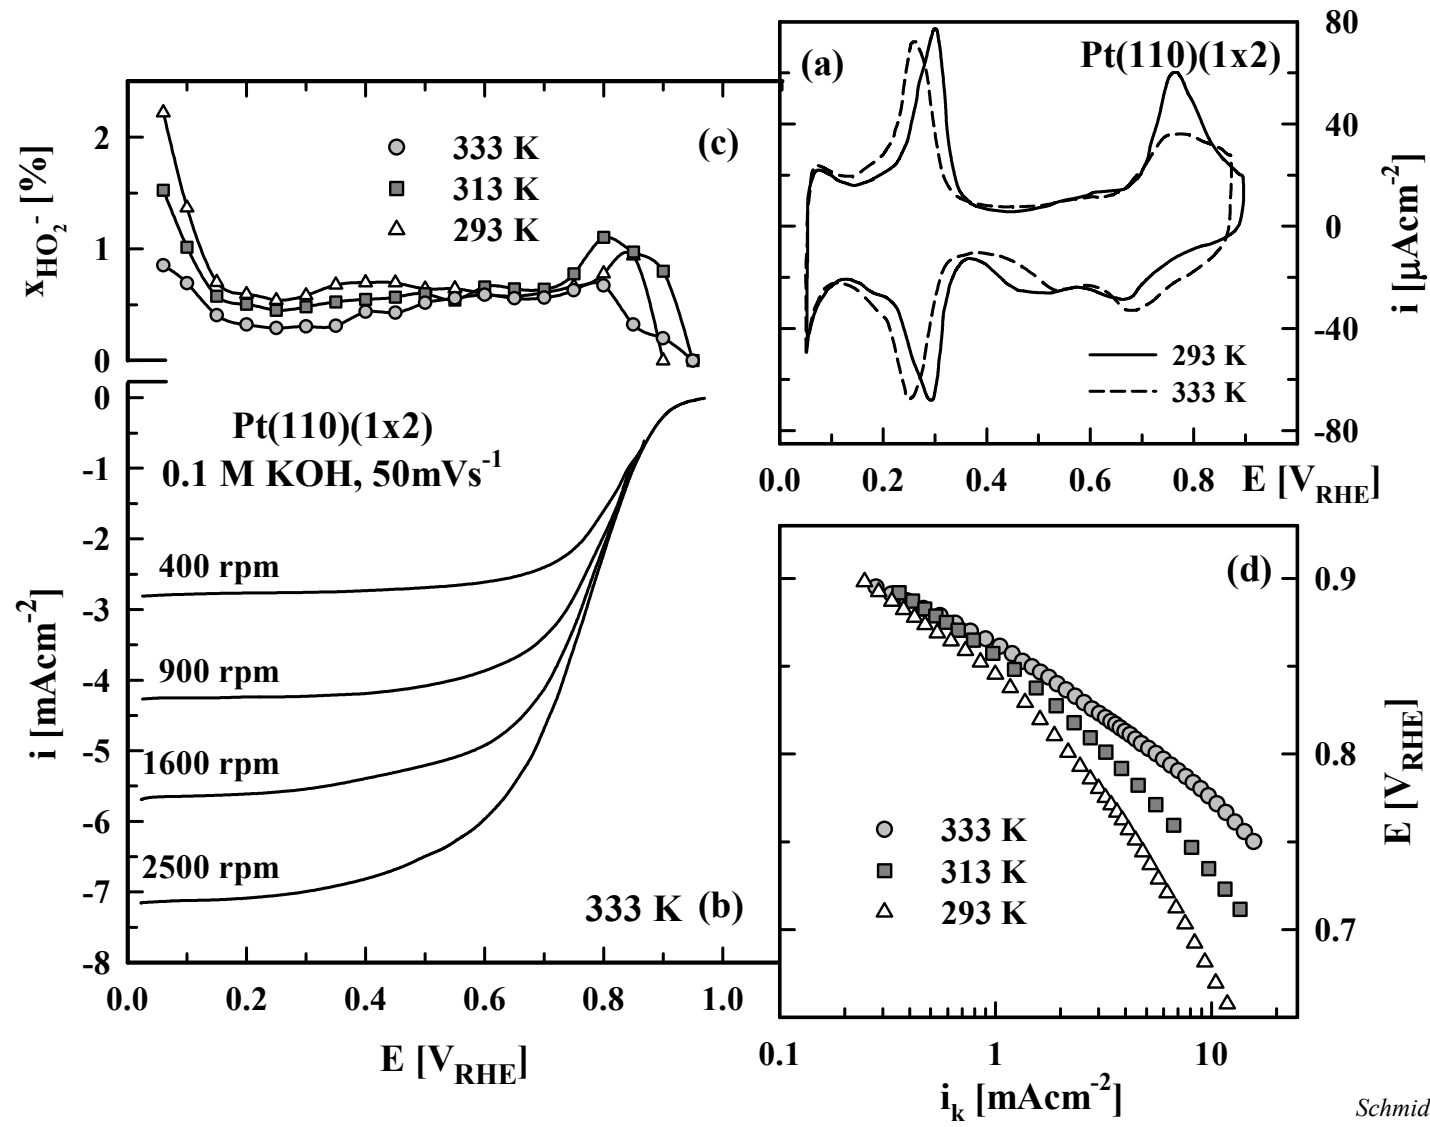 (c)
333 K
313 K
293 K
x_HO₂⁻ [%]
2
1
0
Pt(110)(1x2)
0.1 M KOH, 50mVs⁻¹
400 rpm
900 rpm
1600 rpm
2500 rpm
333 K (b)
i [mAcm⁻²]
0
-1
-2
-3
-4
-5
-6
-7
-8
0.0 0.2 0.4 0.6 0.8 1.0
E [V_RHE]
(a) Pt(110)(1x2)
293 K
333 K
80
40
0
-40
-80
i [µAcm⁻²]
0.0 0.2 0.4 0.6 0.8 E [V_RHE]
(d)
333 K
313 K
293 K
0.9
0.8
0.7
E [V_RHE]
0.1 1 10
i_k [mAcm⁻²]
Schmid